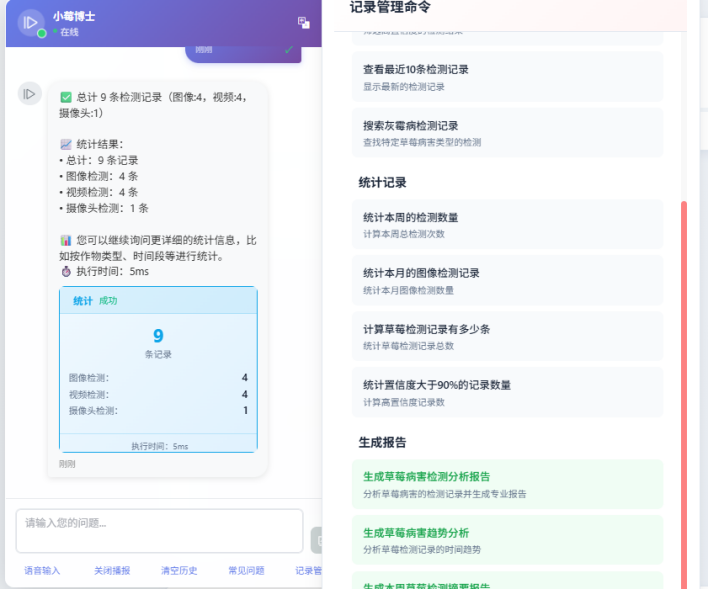 小莓博士
在线
刚刚
✅ 总计 9 条检测记录（图像:4，视频:4，
摄像头:1）
📈 统计结果：
• 总计：9 条记录
• 图像检测：4 条
• 视频检测：4 条
• 摄像头检测：1 条
📊 您可以继续询问更详细的统计信息，比
如按作物类型、时间段等进行统计。
⏱ 执行时间：5ms
统计 成功
9
条记录
图像检测： 4
视频检测： 4
摄像头检测： 1
执行时间：5ms
刚刚
请输入您的问题...
语音输入 关闭播报 清空历史 常见问题 记录管
记录管理命令
查看最近10条检测记录
显示最新的检测记录
搜索灰霉病检测记录
查找特定草莓病害类型的检测
统计记录
统计本周的检测数量
计算本周总检测次数
统计本月的图像检测记录
统计本月图像检测数量
计算草莓检测记录有多少条
统计草莓检测记录总数
统计置信度大于90%的记录数量
计算高置信度记录数
生成报告
生成草莓病害检测分析报告
分析草莓病害的检测记录并生成专业报告
生成草莓病害趋势分析
分析草莓检测记录的时间趋势
生成本周草莓检测摘要报告